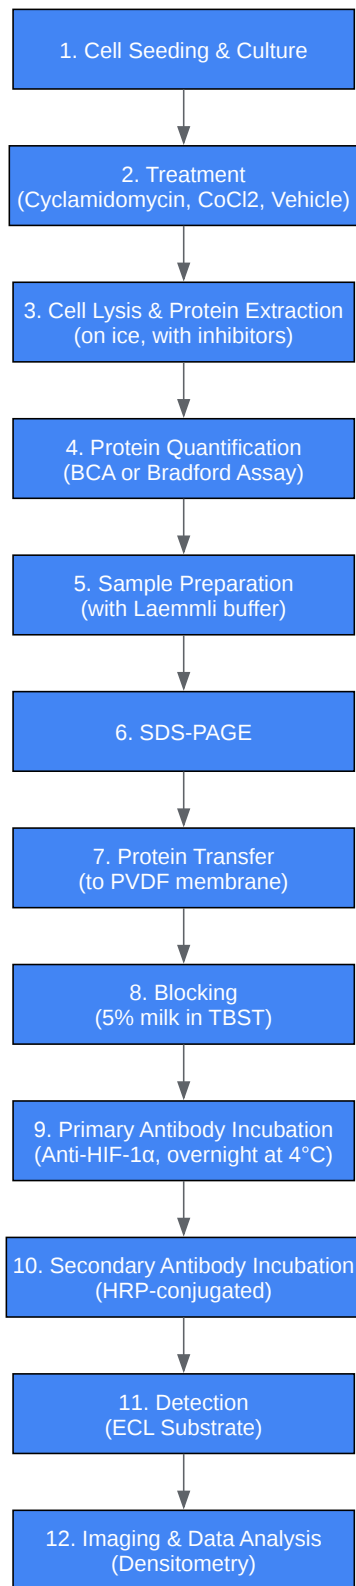 1. Cell Seeding & Culture
2. Treatment
(Cyclamidomycin, CoCl2, Vehicle)
3. Cell Lysis & Protein Extraction
(on ice, with inhibitors)
4. Protein Quantification
(BCA or Bradford Assay)
5. Sample Preparation
(with Laemmli buffer)
6. SDS-PAGE
7. Protein Transfer
(to PVDF membrane)
8. Blocking
(5% milk in TBST)
9. Primary Antibody Incubation
(Anti-HIF-1α, overnight at 4°C)
10. Secondary Antibody Incubation
(HRP-conjugated)
11. Detection
(ECL Substrate)
12. Imaging & Data Analysis
(Densitometry)